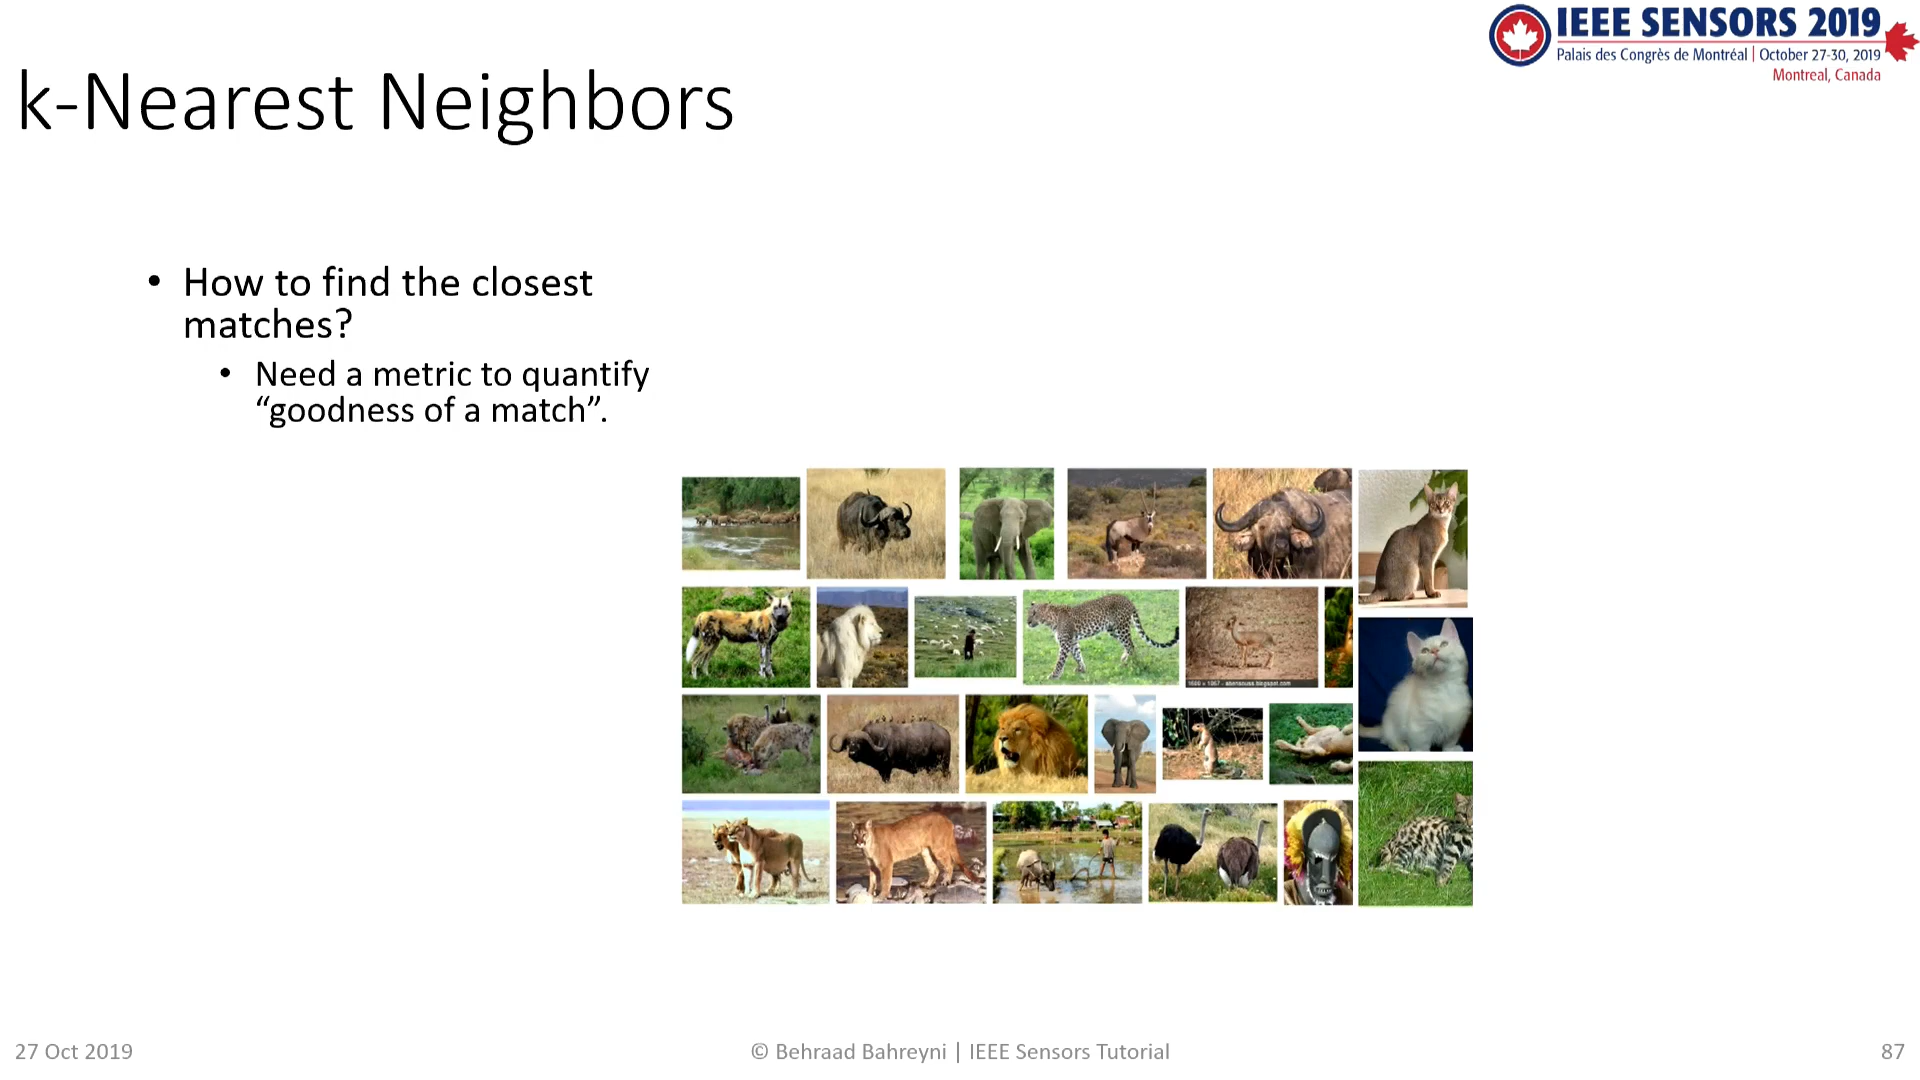 IEEE SENSORS 2019
Palais des Congrès de Montréal | October 27-30, 2019
Montreal, Canada
k-Nearest Neighbors
• How to find the closest
matches?
• Need a metric to quantify
“goodness of a match”.
27 Oct 2019
© Behraad Bahreyni | IEEE Sensors Tutorial
87